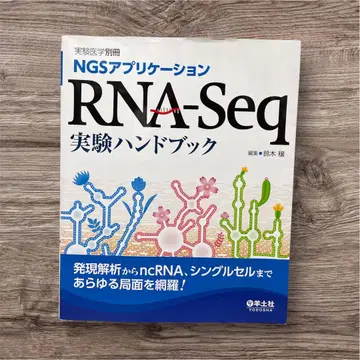 実験医学別冊
NGSアプリケーション
RNA-Seq
実験ハンドブック
編集●鈴木 穣
発現解析からncRNA、シングルセルまで
あらゆる局面を網羅!
羊土社
YODOSHA